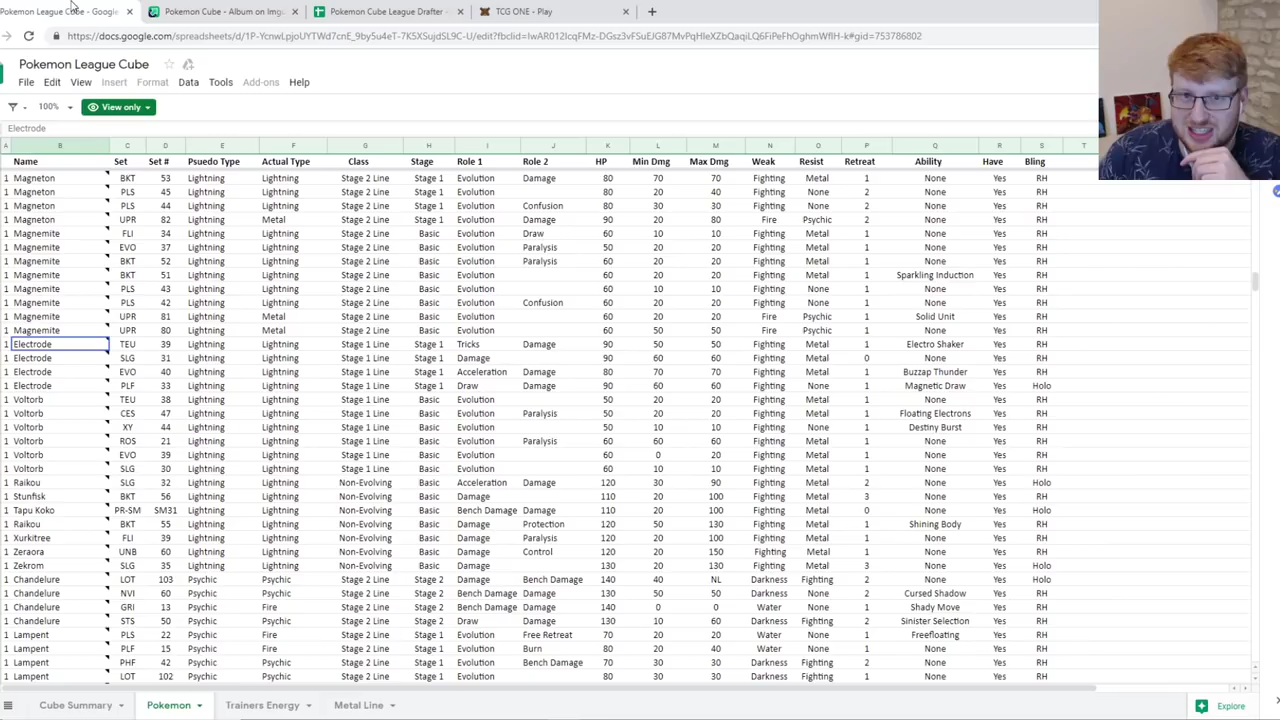 Pokemon League Cube - Google
Pokemon Cube - Album on Imgu
Pokemon Cube League Drafter -
TCG ONE - Play
https://docs.google.com/spreadsheets/d/1P-YcnwLpjoUYTWd7cnE_9by5u4eT-7K5XSujdSL9C-U/edit?fbclid=IwAR012IcqFMz-DGsz3vFSuEJG87MvPqHIeXZbQaqiLQ6FiPeFhOghmWflH-k#gid=753786802
Pokemon League Cube
File Edit View Insert Format Data Tools Add-ons Help
100% View only
Electrode
A B C D E F G H I J K L M N O P Q R S T U V W
Name Set Set # Psuedo Type Actual Type Class Stage Role 1 Role 2 HP Min Dmg Max Dmg Weak Resist Retreat Ability Have Bling
1 Magneton BKT 53 Lightning Lightning Stage 2 Line Stage 1 Evolution Damage 80 70 70 Fighting Metal 1 None Yes RH
1 Magneton PLS 45 Lightning Lightning Stage 2 Line Stage 1 Evolution 80 20 40 Fighting None 2 None Yes RH
1 Magneton PLS 44 Lightning Lightning Stage 2 Line Stage 1 Evolution Confusion 80 30 30 Fighting None 2 None Yes RH
1 Magneton UPR 82 Lightning Metal Stage 2 Line Stage 1 Evolution Damage 90 20 80 Fire Psychic 2 None Yes RH
1 Magnemite FLI 34 Lightning Lightning Stage 2 Line Basic Evolution Draw 60 10 10 Fighting Metal 1 None Yes RH
1 Magnemite EVO 37 Lightning Lightning Stage 2 Line Basic Evolution Paralysis 50 20 20 Fighting Metal 1 None Yes RH
1 Magnemite BKT 52 Lightning Lightning Stage 2 Line Basic Evolution Paralysis 60 20 20 Fighting Metal 1 None Yes RH
1 Magnemite BKT 51 Lightning Lightning Stage 2 Line Basic Evolution 60 20 20 Fighting Metal 1 Sparkling Induction Yes RH
1 Magnemite PLS 43 Lightning Lightning Stage 2 Line Basic Evolution 60 10 10 Fighting Metal 1 None Yes RH
1 Magnemite PLS 42 Lightning Lightning Stage 2 Line Basic Evolution Confusion 60 20 20 Fighting Metal 1 None Yes RH
1 Magnemite UPR 81 Lightning Metal Stage 2 Line Basic Evolution 60 20 20 Fire Psychic 1 Solid Unit Yes RH
1 Magnemite UPR 80 Lightning Metal Stage 2 Line Basic Evolution 60 50 50 Fire Psychic 1 None Yes RH
1 Electrode TEU 39 Lightning Lightning Stage 1 Line Stage 1 Tricks Damage 90 50 50 Fighting Metal 1 Electro Shaker Yes RH
1 Electrode SLG 31 Lightning Lightning Stage 1 Line Stage 1 Damage 90 60 60 Fighting Metal 0 None Yes RH
1 Electrode EVO 40 Lightning Lightning Stage 1 Line Stage 1 Acceleration Damage 80 70 70 Fighting Metal 1 Buzzap Thunder Yes RH
1 Electrode PLF 33 Lightning Lightning Stage 1 Line Stage 1 Draw Damage 90 60 60 Fighting None 1 Magnetic Draw Yes Holo
1 Voltorb TEU 38 Lightning Lightning Stage 1 Line Basic Evolution 50 20 20 Fighting Metal 1 None Yes RH
1 Voltorb CES 47 Lightning Lightning Stage 1 Line Basic Evolution Paralysis 50 20 20 Fighting Metal 1 Floating Electrons Yes RH
1 Voltorb XY 44 Lightning Lightning Stage 1 Line Basic Evolution 50 10 10 Fighting Metal 1 Destiny Burst Yes RH
1 Voltorb ROS 21 Lightning Lightning Stage 1 Line Basic Evolution Paralysis 60 60 60 Fighting Metal 1 None Yes RH
1 Voltorb EVO 39 Lightning Lightning Stage 1 Line Basic Evolution 60 0 20 Fighting Metal 1 None Yes RH
1 Voltorb SLG 30 Lightning Lightning Stage 1 Line Basic Evolution 60 10 10 Fighting Metal 1 None Yes RH
1 Raikou SLG 32 Lightning Lightning Non-Evolving Basic Acceleration Damage 120 30 90 Fighting Metal 2 None Yes Holo
1 Stunfisk BKT 56 Lightning Lightning Non-Evolving Basic Damage 110 20 100 Fighting Metal 3 None Yes RH
1 Tapu Koko PR-SM SM31 Lightning Lightning Non-Evolving Basic Bench Damage Damage 110 20 100 Fighting Metal 0 None Yes Holo
1 Raikou BKT 55 Lightning Lightning Non-Evolving Basic Damage Protection 120 50 130 Fighting Metal 1 Shining Body Yes RH
1 Xurkitree FLI 39 Lightning Lightning Non-Evolving Basic Damage Paralysis 120 20 100 Fighting Metal 1 None Yes RH
1 Zeraora UNB 60 Lightning Lightning Non-Evolving Basic Damage Control 120 20 150 Fighting Metal 2 None Yes RH
1 Zekrom SLG 35 Lightning Lightning Non-Evolving Basic Damage 130 20 130 Fighting Metal 3 None Yes Holo
1 Chandelure LOT 103 Psychic Psychic Stage 2 Line Stage 2 Damage Bench Damage 140 40 NL Darkness Fighting 2 None Yes Holo
1 Chandelure NVI 60 Psychic Psychic Stage 2 Line Stage 2 Bench Damage Damage 130 50 50 Darkness None 2 Cursed Shadow Yes RH
1 Chandelure GRI 13 Psychic Fire Stage 2 Line Stage 2 Bench Damage Damage 140 0 0 Water None 2 Shady Move Yes RH
1 Chandelure STS 50 Psychic Psychic Stage 2 Line Stage 2 Draw Damage 130 10 60 Darkness Fighting 2 Sinister Selection Yes RH
1 Lampent PLS 22 Psychic Fire Stage 2 Line Stage 1 Evolution Free Retreat 70 20 20 Water None 1 Freefloating Yes RH
1 Lampent PLF 15 Psychic Fire Stage 2 Line Stage 1 Evolution Burn 80 20 40 Water None 2 None Yes RH
1 Lampent PHF 42 Psychic Psychic Stage 2 Line Stage 1 Evolution Bench Damage 70 30 30 Darkness Fighting 2 None Yes RH
1 Lampent LOT 102 Psychic Psychic Stage 2 Line Stage 1 Evolution 80 30 30 Darkness Fighting 1 None Yes RH
Cube Summary Pokemon Trainers Energy Metal Line Explore